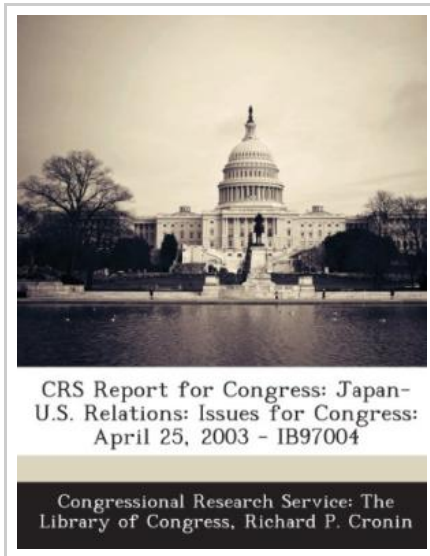 CRS Report for Congress: Japan-
U.S. Relations: Issues for Congress:
April 25, 2003 - IB97004
Congressional Research Service: The
Library of Congress, Richard P. Cronin